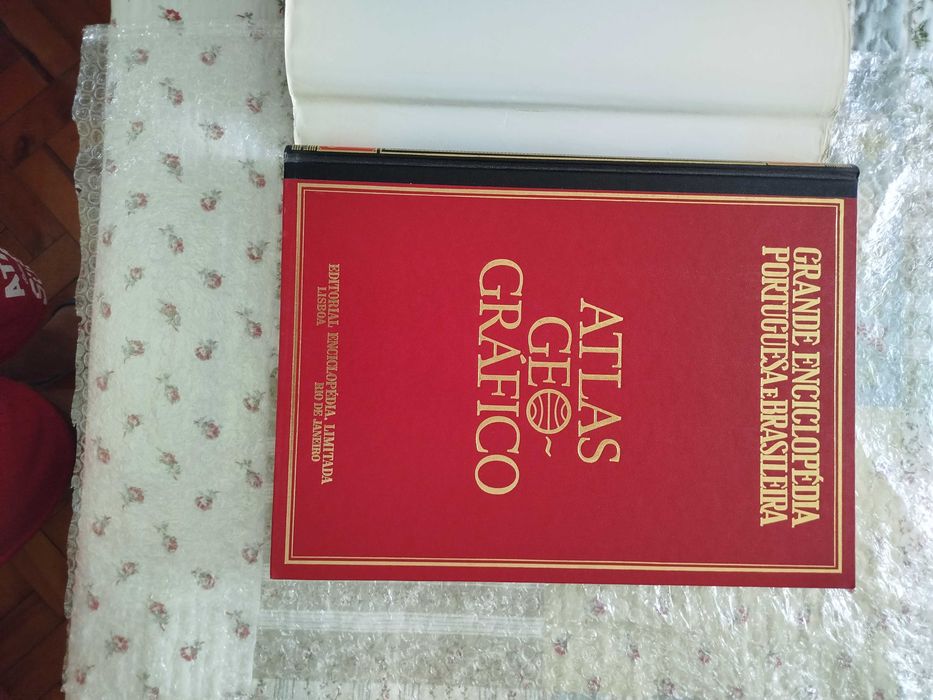 GRANDE ENCICLOPÉDIA
PORTUGUESA E BRASILEIRA
ATLAS
GEO-
GRÁFICO
EDITORIAL ENCICLOPÉDIA, LIMITADA
LISBOA RIO DE JANEIRO